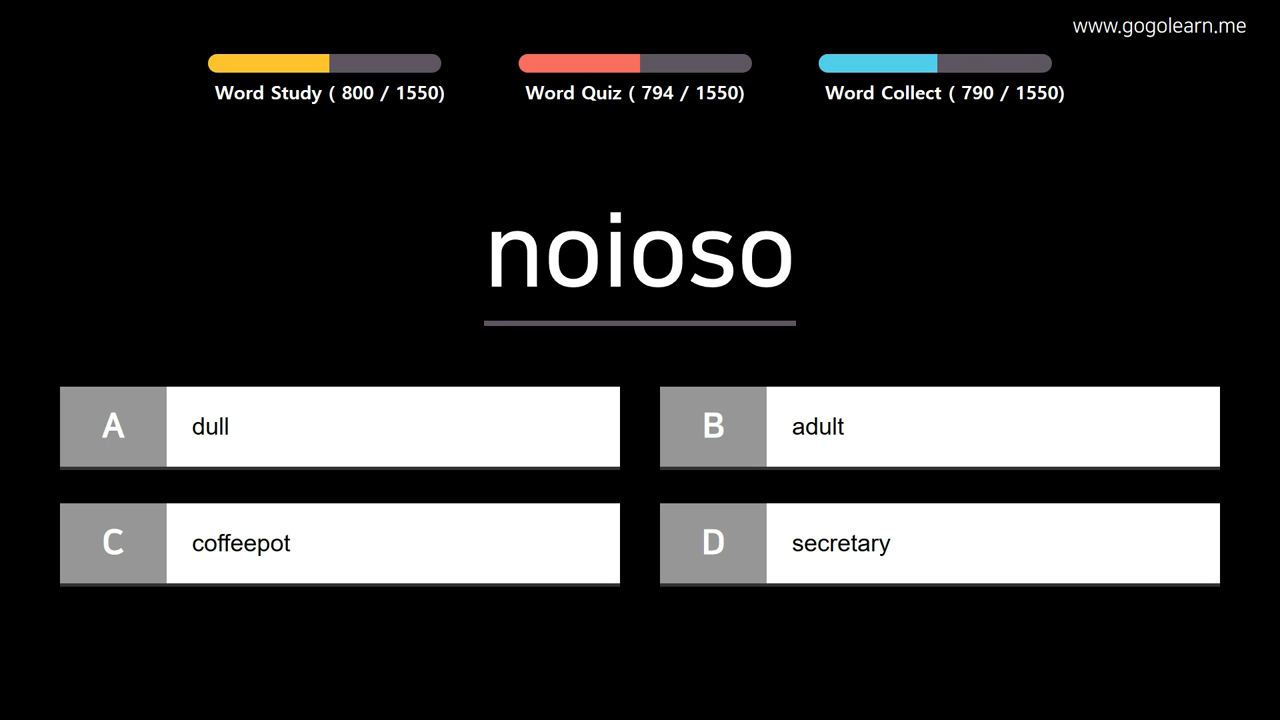 www.gogolearn.me
Word Study ( 800 / 1550)
Word Quiz ( 794 / 1550)
Word Collect ( 790 / 1550)
noioso
A dull
B adult
C coffeepot
D secretary